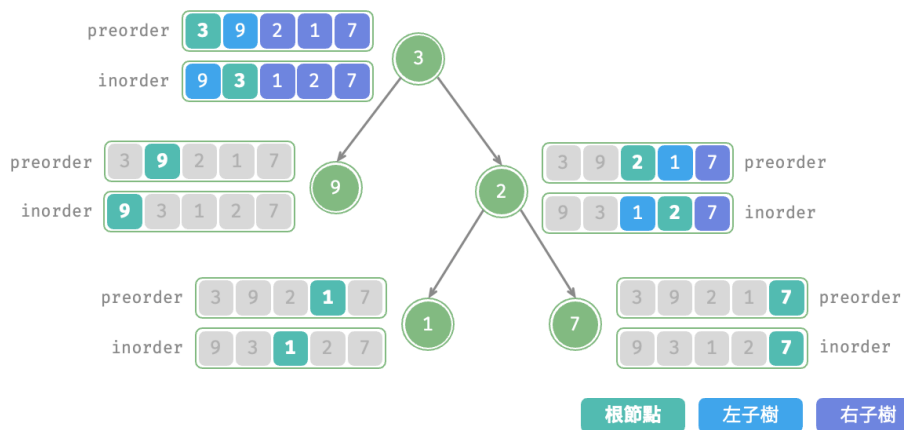 preorder 3 9 2 1 7
inorder 9 3 1 2 7
3
preorder 3 9 2 1 7
inorder 9 3 1 2 7
9
2
3 9 2 1 7 preorder
9 3 1 2 7 inorder
preorder 3 9 2 1 7
inorder 9 3 1 2 7
1
7
3 9 2 1 7 preorder
9 3 1 2 7 inorder
根節點 左子樹 右子樹